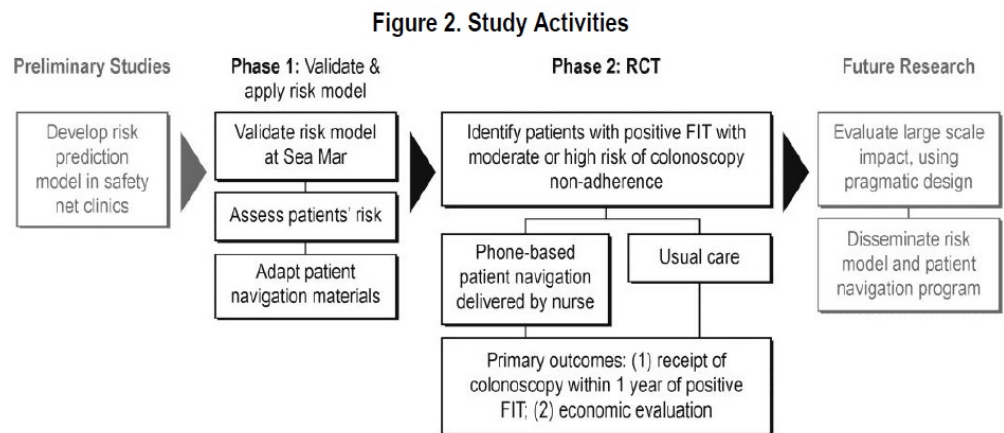 Figure 2. Study Activities
Preliminary Studies
Develop risk
prediction
model in safety
net clinics
Phase 1: Validate &
apply risk model
Validate risk model
at Sea Mar
Assess patients' risk
Adapt patient
navigation materials
Phase 2: RCT
Identify patients with positive FIT with
moderate or high risk of colonoscopy
non-adherence
Phone-based
patient navigation
delivered by nurse
Usual care
Primary outcomes: (1) receipt of
colonoscopy within 1 year of positive
FIT; (2) economic evaluation
Future Research
Evaluate large scale
impact, using
pragmatic design
Disseminate risk
model and patient
navigation program